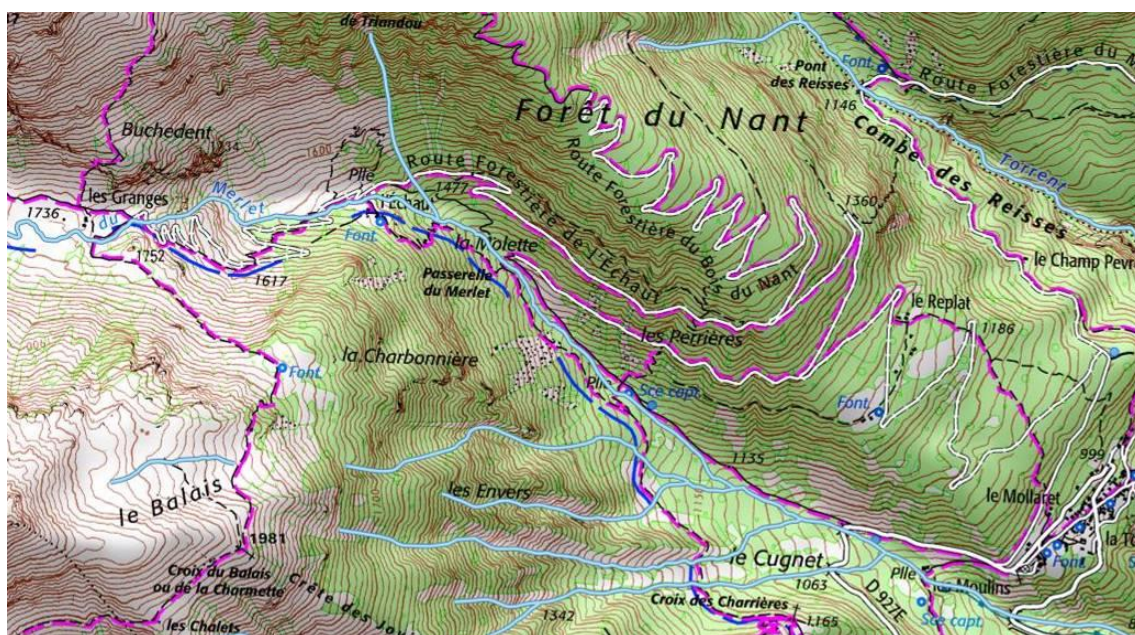 de Triandou
Pont
des Reisses
Font.
Route Forestière du
1146
Forêt du Nant
Combe des Reisses
Torrent
Buchedent
1600
Plle
Route Forestière de l'Échaut
1477
Route Forestière du Bois du Nant
1360
les Granges
Merlet
du
1736
1752
1617
Font.
la Molette
Passerelle
du Merlet
le Champ
le Replat
1186
les Perrières
la Charbonnière
Font.
Plle
Sce capt.
Font.
1135
999
le Balais
les Envers
le Mollaret
1981
Croix du Balais
ou de la Charmette
Crête des
les Chalets
1342
le Cugnet
1063
D 927E
Croix des Charrières
1165
Plle
les Moulins
Font.
Sce capt.